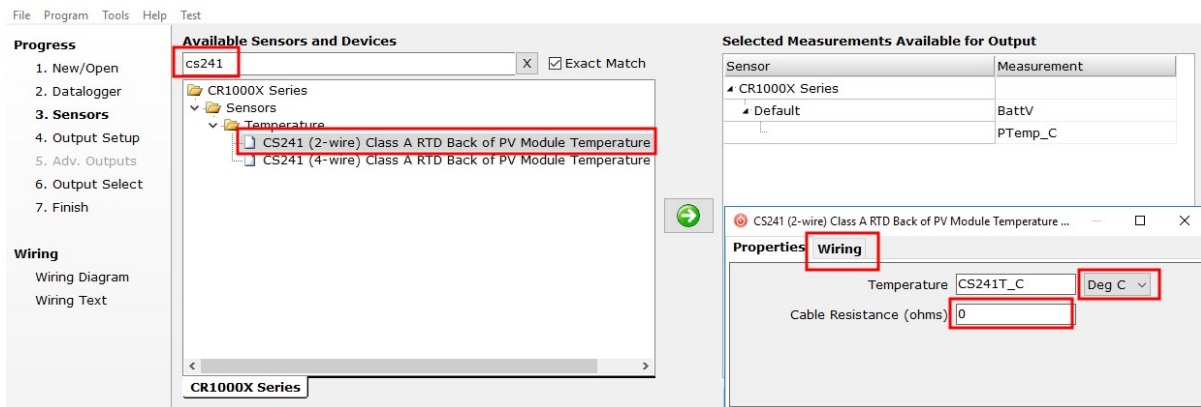 File Program Tools Help Test
Progress
1. New/Open
2. Datalogger
3. Sensors
4. Output Setup
5. Adv. Outputs
6. Output Select
7. Finish
Wiring
Wiring Diagram
Wiring Text
Available Sensors and Devices
cs241
X
Exact Match
CR1000X Series
Sensors
Temperature
CS241 (2-wire) Class A RTD Back of PV Module Temperature
CS241 (4-wire) Class A RTD Back of PV Module Temperature
CR1000X Series
Selected Measurements Available for Output
Sensor Measurement
CR1000X Series
Default BattV
PTemp_C
CS241 (2-wire) Class A RTD Back of PV Module Temperature ...
Properties Wiring
Temperature CS241T_C Deg C
Cable Resistance (ohms) 0